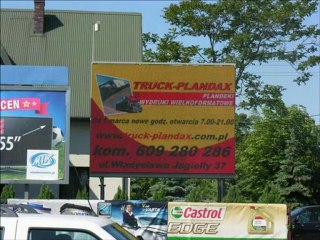 TRUCK-PLANDAX
PLANDEKI
WYDRUKI WIELKOFORMATOWE
Od 1 marca nowe godz. otwarcia 7.00-21.00
www.truck-plandax.com.pl
kom. 609 280 286
ul. Władysława Jagiełły 37
CEN
55"
Castrol
EDGE